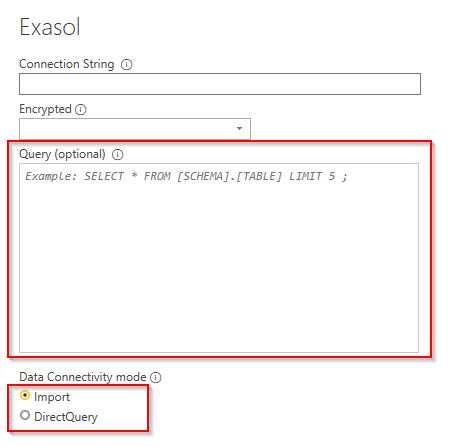 Exasol
Connection String
Encrypted
Query (optional)
Example: SELECT * FROM [SCHEMA].[TABLE] LIMIT 5 ;
Data Connectivity mode
Import
DirectQuery